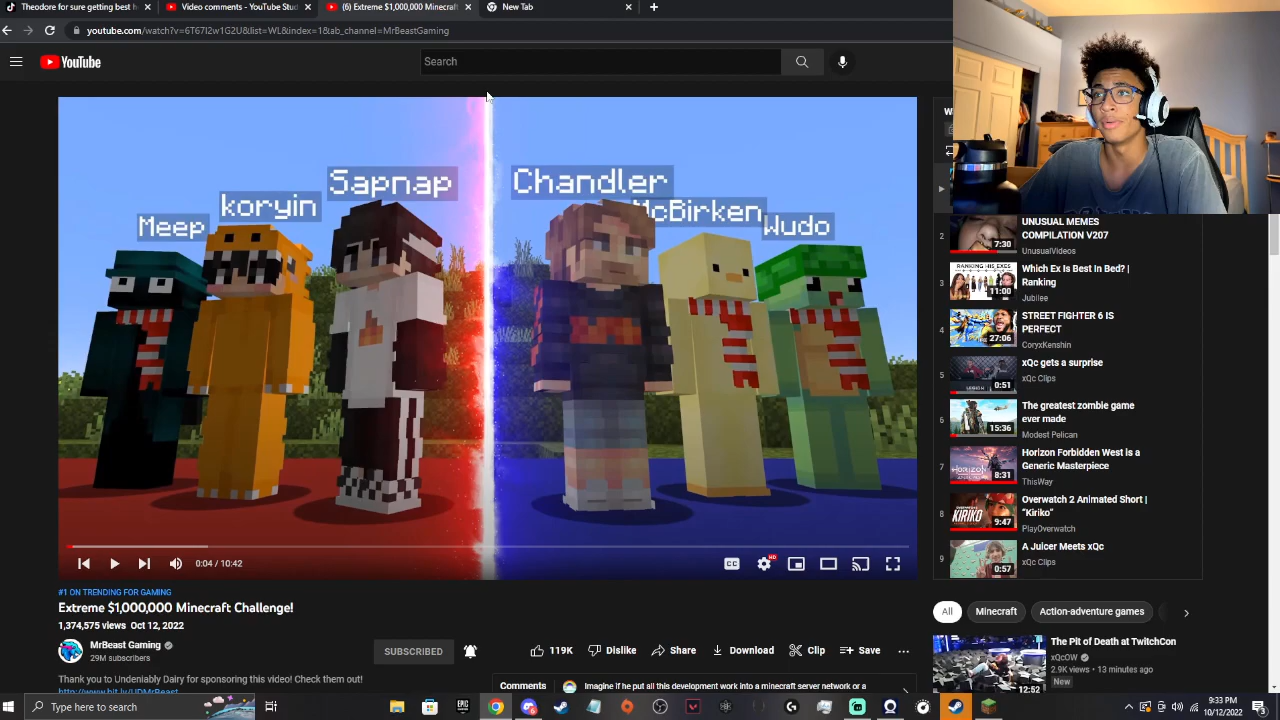 Theodore for sure getting best h
Video comments - YouTube Stud
(6) Extreme $1,000,000 Minecraft
New Tab
youtube.com/watch?v=6T67I2w1G2U&list=WL&index=1&ab_channel=MrBeastGaming
YouTube
Search
Meep
koryin
Sapnap
Chandler
McBirken
Wudo
0:04 / 10:42
CC
HD
#1 ON TRENDING FOR GAMING
Extreme $1,000,000 Minecraft Challenge!
1,374,575 views Oct 12, 2022
MrBeast Gaming
29M subscribers
SUBSCRIBED
119K
Dislike
Share
Download
Clip
Save
Thank you to Undeniably Dairy for sponsoring this video! Check them out!
Comments
Imagine if he put all this development work into a minecraft server network or a
2
7:30
UNUSUAL MEMES
COMPILATION V207
UnusualVideos
3
RANKING HIS EXES
11:00
Which Ex Is Best In Bed? |
Ranking
Jubilee
4
27:06
STREET FIGHTER 6 IS
PERFECT
CoryxKenshin
5
0:51
xQc gets a surprise
xQc Clips
6
15:36
The greatest zombie game
ever made
Modest Pelican
7
8:31
Horizon Forbidden West is a
Generic Masterpiece
ThisWay
8
KIRIKO
9:47
Overwatch 2 Animated Short |
"Kiriko"
PlayOverwatch
9
0:57
A Juicer Meets xQc
xQc Clips
All
Minecraft
Action-adventure games
12:52
The Pit of Death at TwitchCon
xQcOW
2.9K views • 13 minutes ago
New
Type here to search
EPIC
9:33 PM
10/12/2022
3